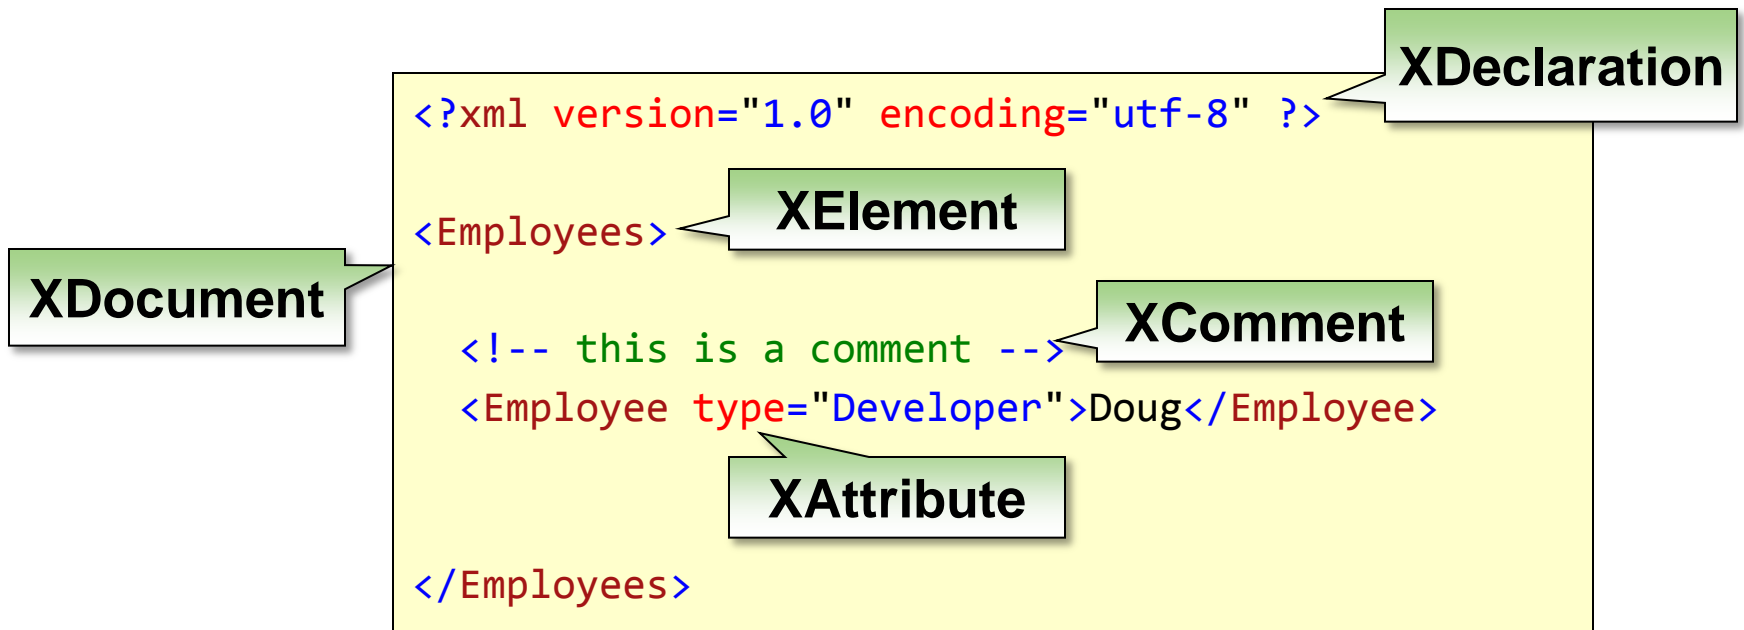 XDeclaration
<?xml version="1.0" encoding="utf-8" ?>
XElement
<Employees>
XDocument
XComment
<!-- this is a comment -->
<Employee type="Developer">Doug</Employee>
XAttribute
</Employees>